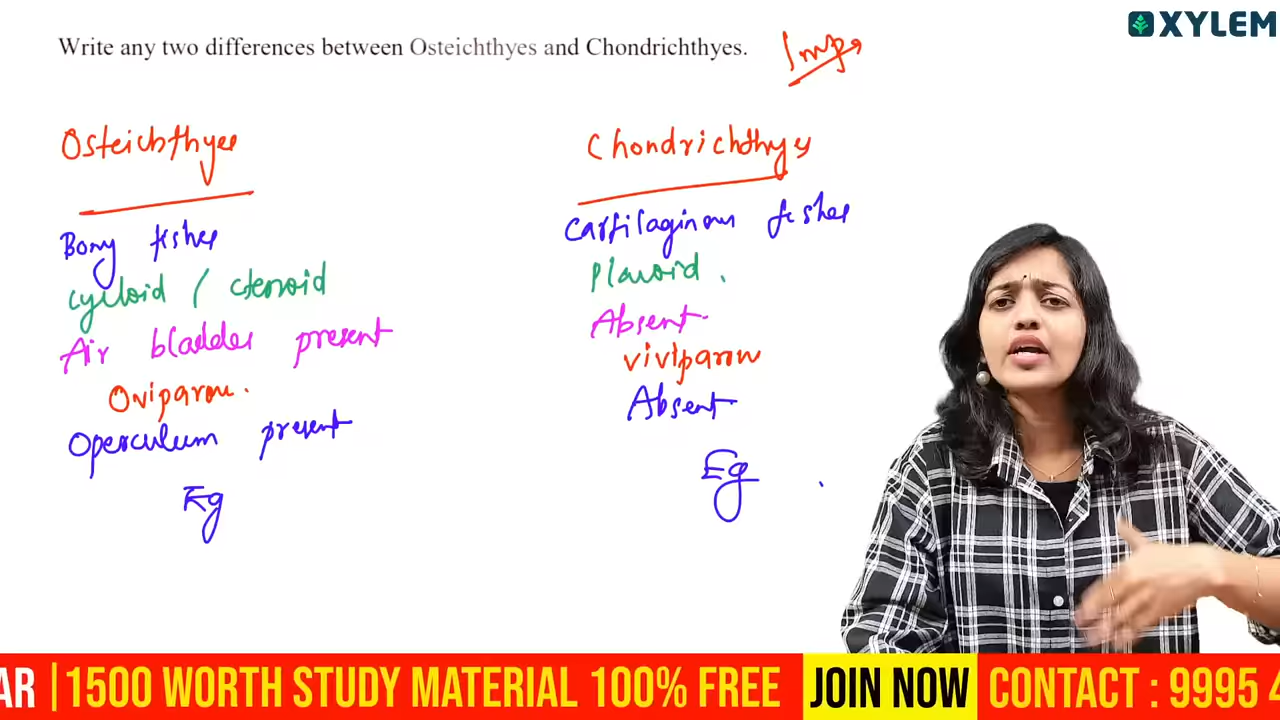 XYLEM
Write any two differences between Osteichthyes and Chondrichthyes.
Imp
Osteichthyes
Chondrichthyes
Bony fishes
Cartilaginous fishes
Cycloid / ctenoid
Placoid.
Air bladder present
Absent
Oviparous.
viviparous
Operculum present
Absent
Eg
Eg
AR | 1500 WORTH STUDY MATERIAL 100% FREE
JOIN NOW
CONTACT : 9995 4